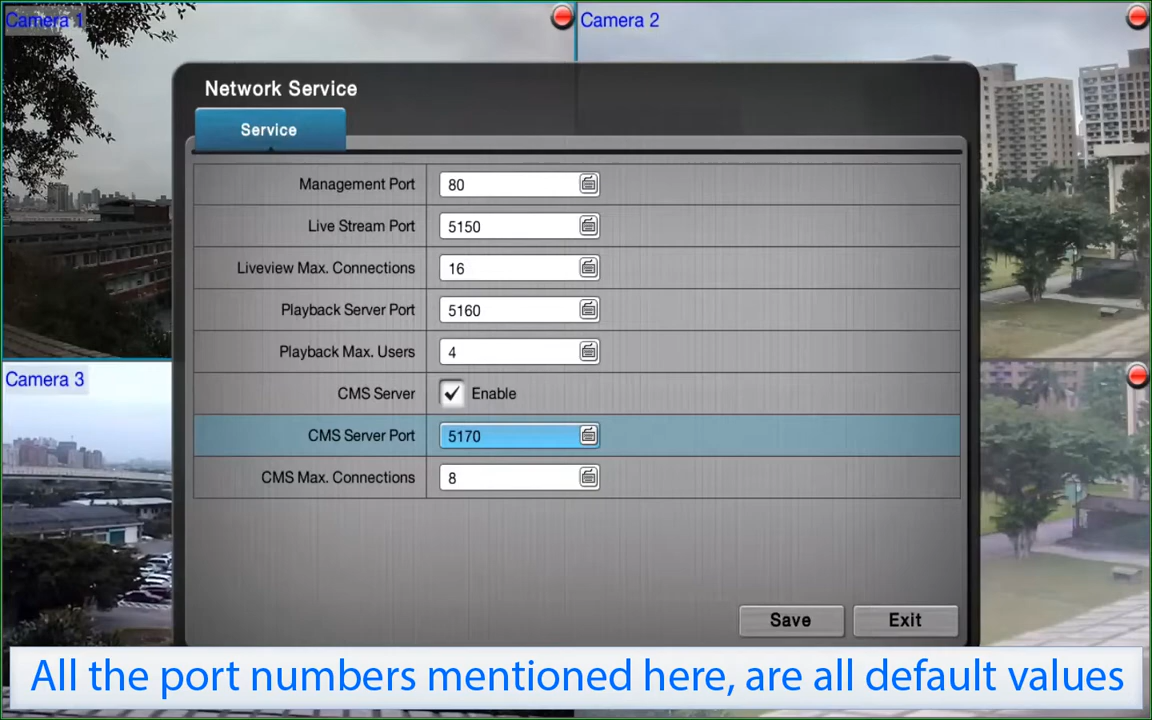 Camera 1
Camera 2
Network Service
Service
Management Port 80
Live Stream Port 5150
Liveview Max. Connections 16
Playback Server Port 5160
Playback Max. Users 4
CMS Server Enable
CMS Server Port 5170
CMS Max. Connections 8
Camera 3
Save Exit
All the port numbers mentioned here, are all default values